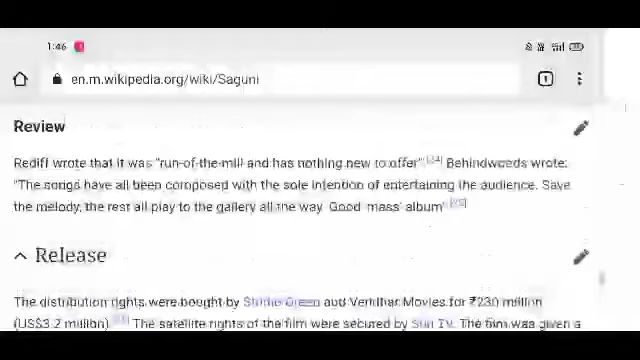 1:46
en.m.wikipedia.org/wiki/Saguni
1
Review
Rediff wrote that it was "run-of-the-mill and has nothing new to offer".[24] Behindwoods wrote:
"The songs have all been composed with the sole intention of entertaining the audience. Save
the melody, the rest all play to the gallery all the way. Good 'mass' album"[25]
Release
The distribution rights were bought by Studio Green and Vendhar Movies for ₹230 million
(US$3.2 million). The satellite rights of the film were secured by Sun TV. The film was given a